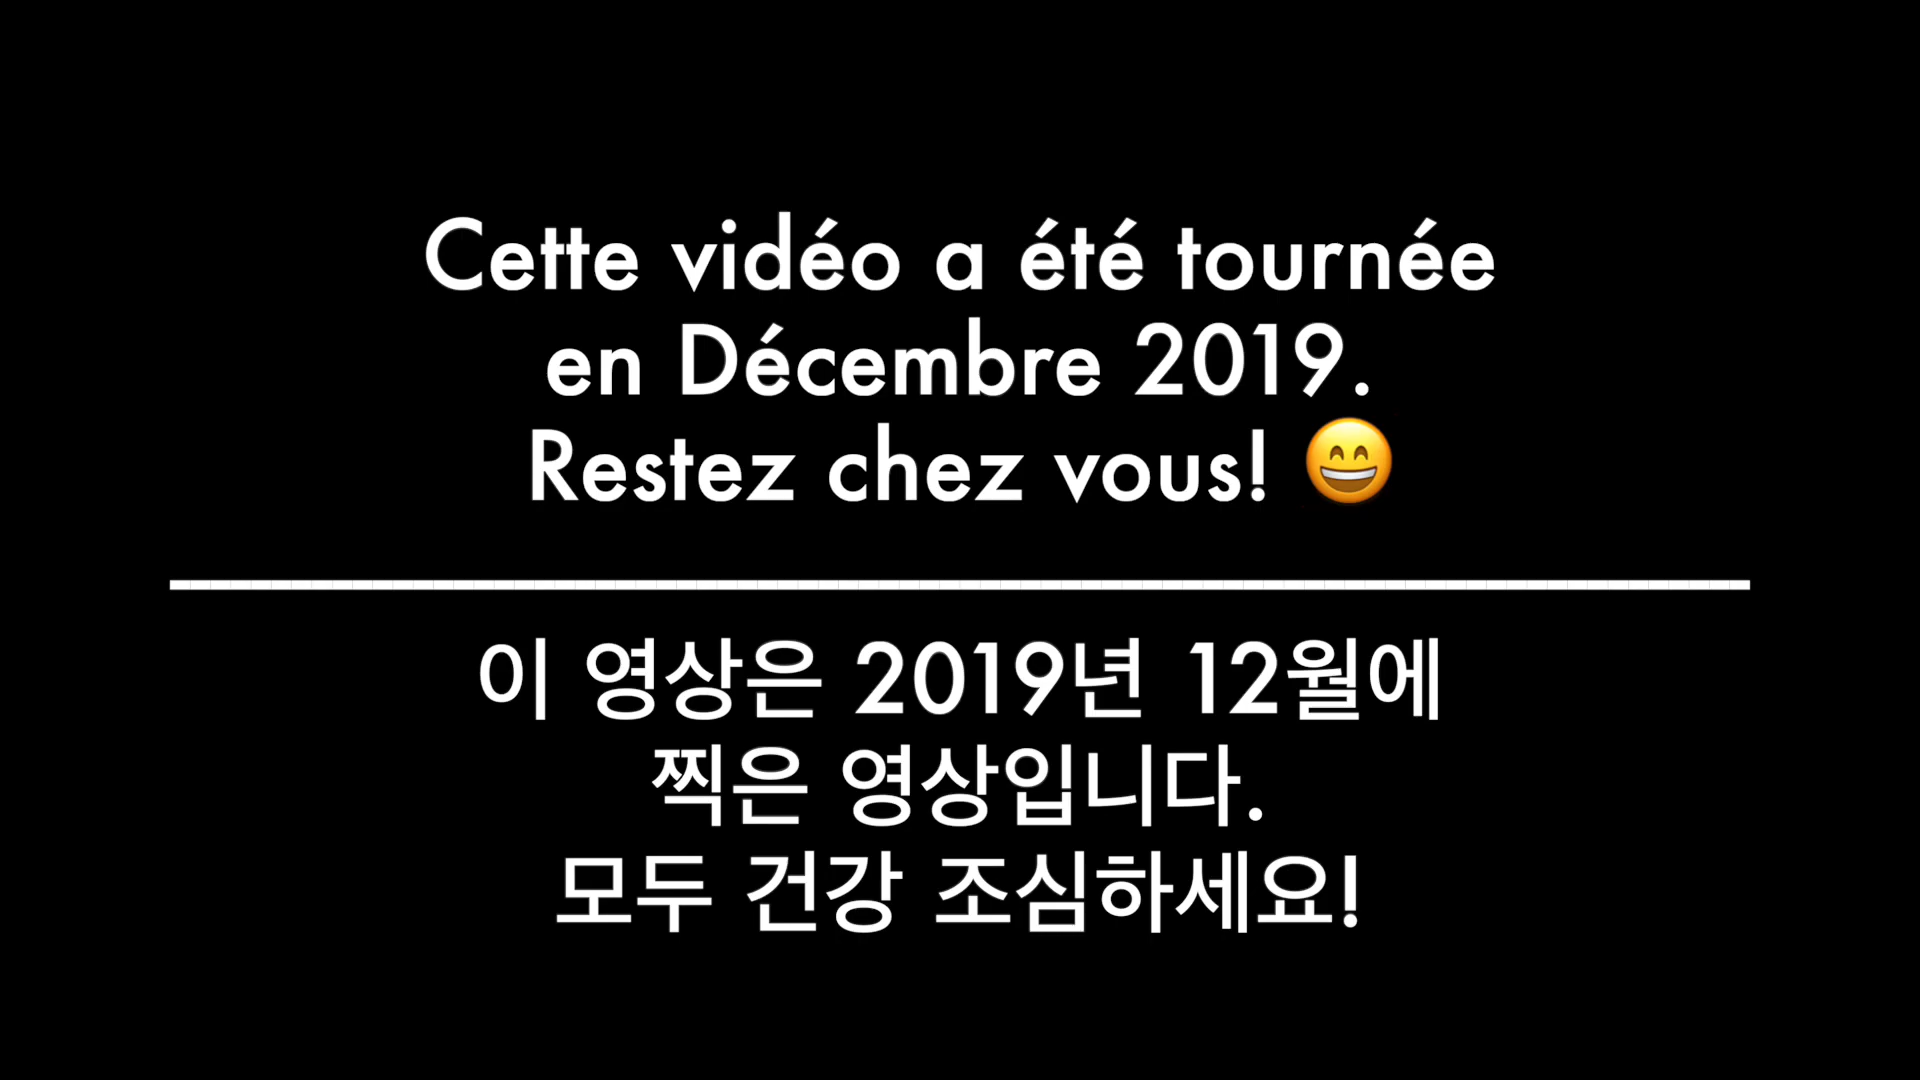 Cette vidéo a été tournée
en Décembre 2019.
Restez chez vous! 😄
이 영상은 2019년 12월에
찍은 영상입니다.
모두 건강 조심하세요!